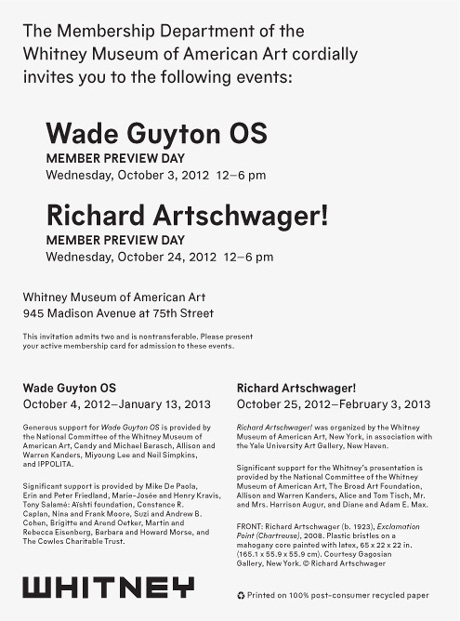 The Membership Department of the
Whitney Museum of American Art cordially
invites you to the following events:
Wade Guyton OS
MEMBER PREVIEW DAY
Wednesday, October 3, 2012 12–6 pm
Richard Artschwager!
MEMBER PREVIEW DAY
Wednesday, October 24, 2012 12–6 pm
Whitney Museum of American Art
945 Madison Avenue at 75th Street
This invitation admits two and is nontransferable. Please present
your active membership card for admission to these events.
Wade Guyton OS
October 4, 2012–January 13, 2013
Generous support for Wade Guyton OS is provided by
the National Committee of the Whitney Museum of
American Art, Candy and Michael Barasch, Allison and
Warren Kanders, Miyoung Lee and Neil Simpkins,
and IPPOLITA.
Significant support is provided by Mike De Paola,
Erin and Peter Friedland, Marie-Josée and Henry Kravis,
Tony Salamé: Aïshti foundation, Constance R.
Caplan, Nina and Frank Moore, Suzi and Andrew B.
Cohen, Brigitte and Arend Oetker, Martin and
Rebecca Eisenberg, Barbara and Howard Morse, and
The Cowles Charitable Trust.
Richard Artschwager!
October 25, 2012–February 3, 2013
Richard Artschwager! was organized by the Whitney
Museum of American Art, New York, in association with
the Yale University Art Gallery, New Haven.
Significant support for the Whitney's presentation is
provided by the National Committee of the Whitney
Museum of American Art, The Broad Art Foundation,
Allison and Warren Kanders, Alice and Tom Tisch, Mr.
and Mrs. Harrison Augur, and Diane and Adam E. Max.
FRONT: Richard Artschwager (b. 1923), Exclamation
Point (Chartreuse), 2008. Plastic bristles on a
mahogany core painted with latex, 65 x 22 x 22 in.
(165.1 x 55.9 x 55.9 cm). Courtesy Gagosian
Gallery, New York. © Richard Artschwager
WHITNEY
Printed on 100% post-consumer recycled paper